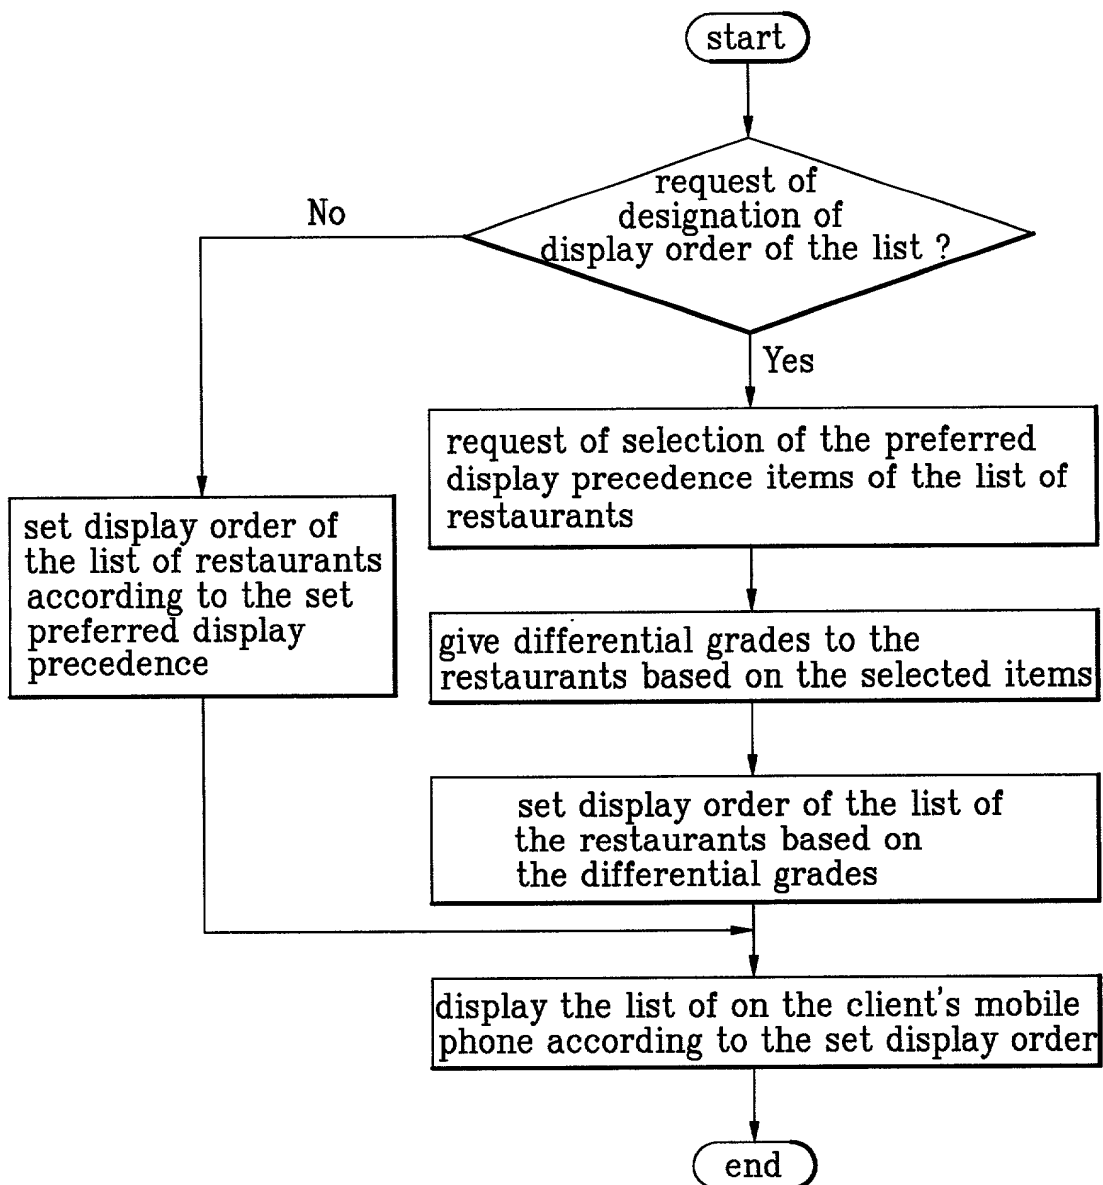 start
request of
designation of
display order of the list ?
No
Yes
request of selection of the preferred
display precedence items of the list of
restaurants
set display order of
the list of restaurants
according to the set
preferred display
precedence
give differential grades to the
restaurants based on the selected items
set display order of the list of
the restaurants based on
the differential grades
display the list of on the client's mobile
phone according to the set display order
end